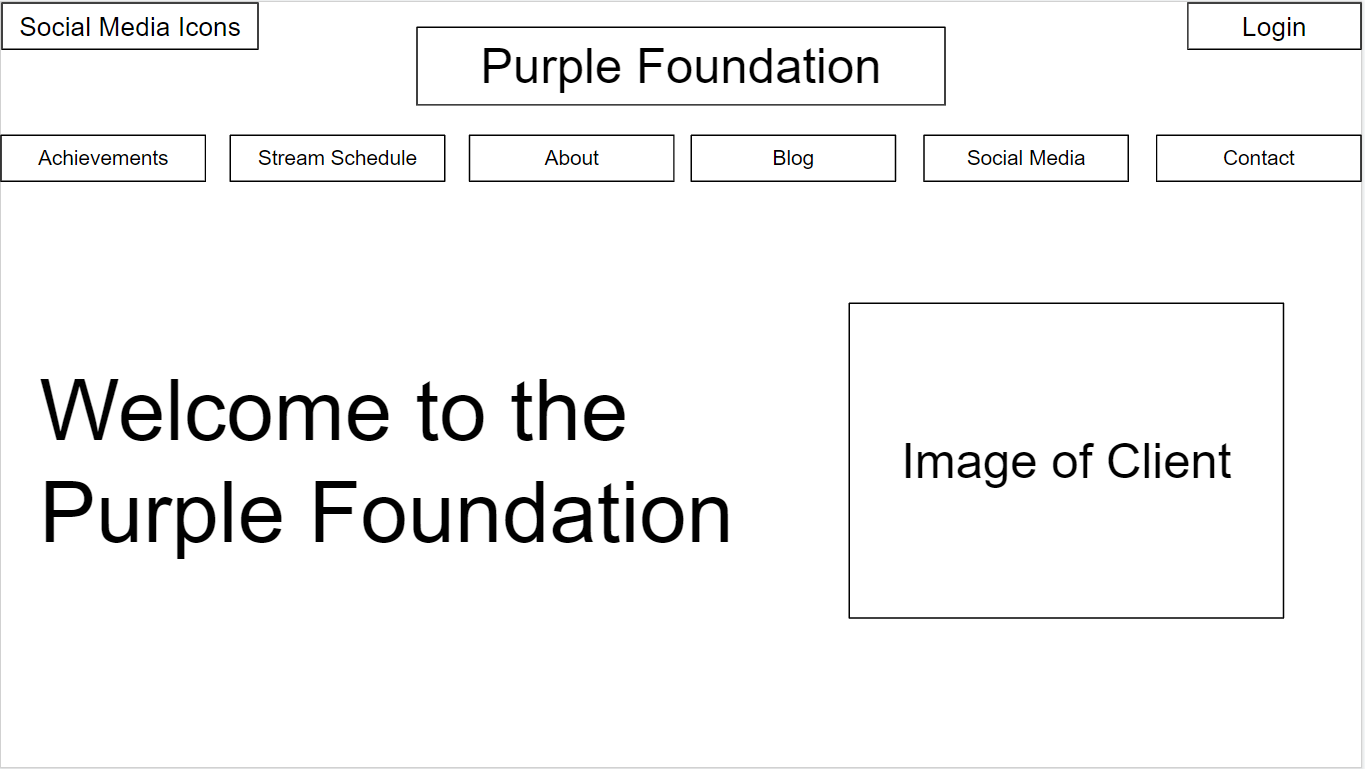 Social Media Icons
Login
Purple Foundation
Achievements
Stream Schedule
About
Blog
Social Media
Contact
Welcome to the
Purple Foundation
Image of Client